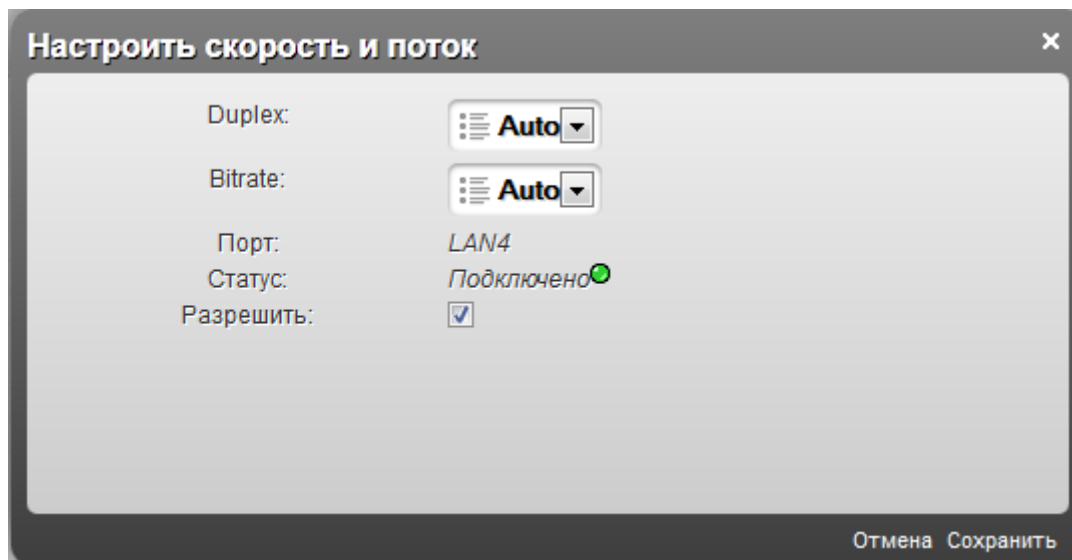 Настроить скорость и поток
Duplex: Auto
Bitrate: Auto
Порт: LAN4
Статус: Подключено
Разрешить:
Отмена Сохранить